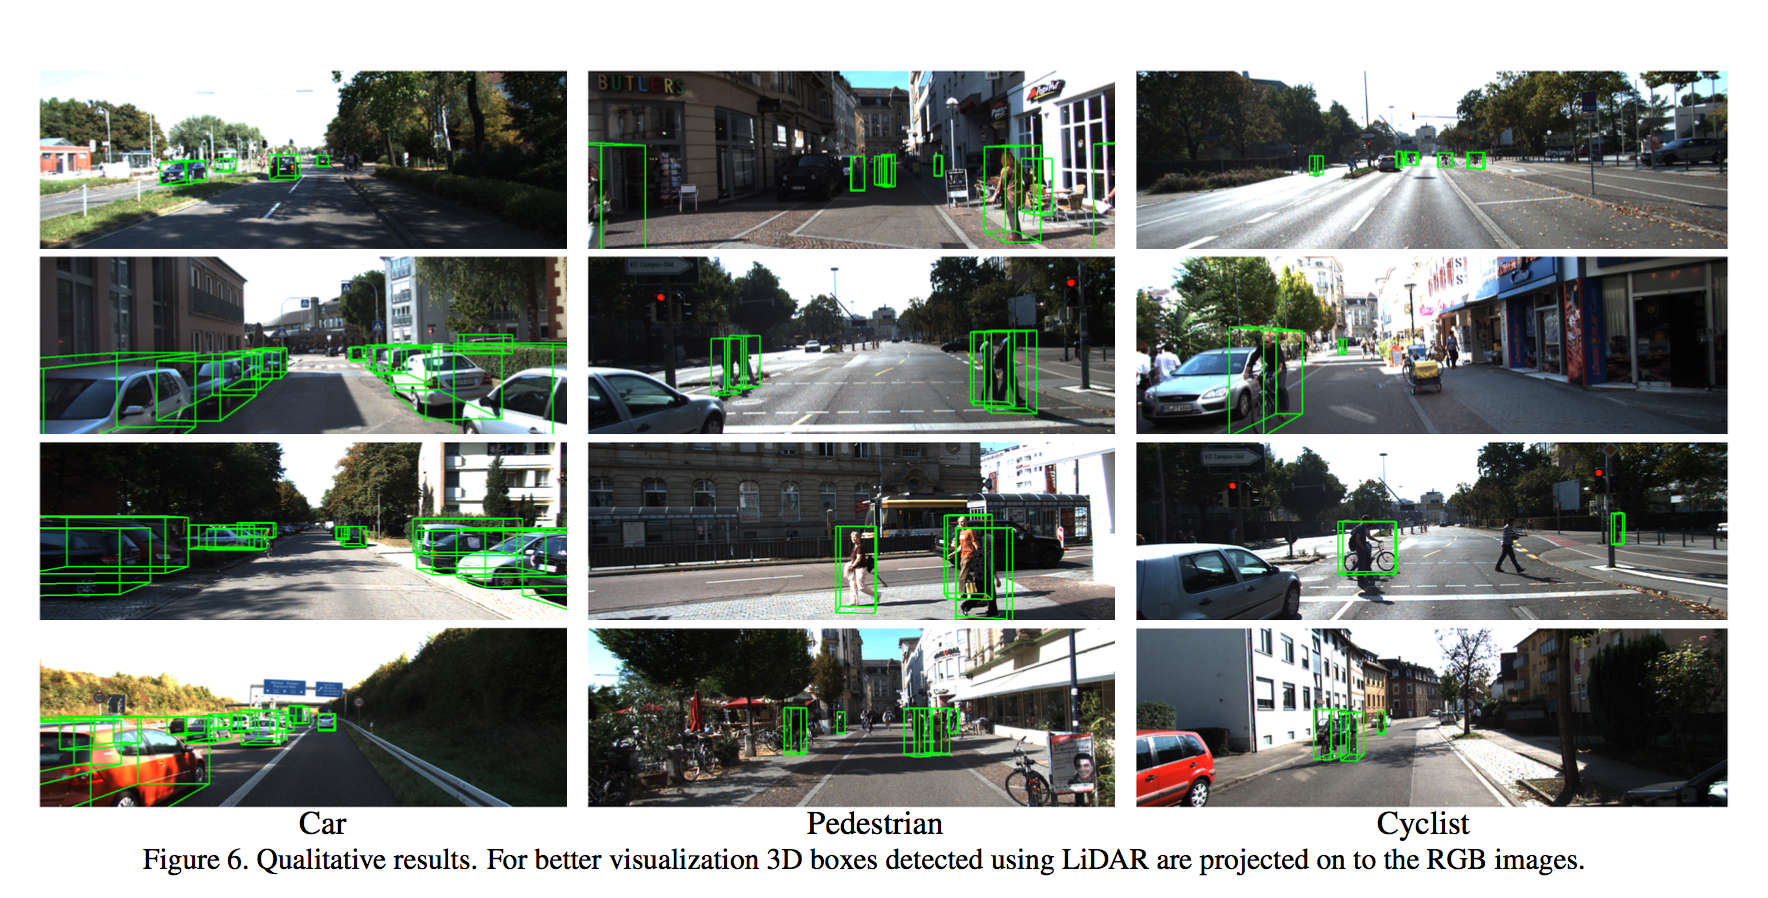 BUTLERS
Car
Pedestrian
Cyclist
Figure 6. Qualitative results. For better visualization 3D boxes detected using LiDAR are projected on to the RGB images.